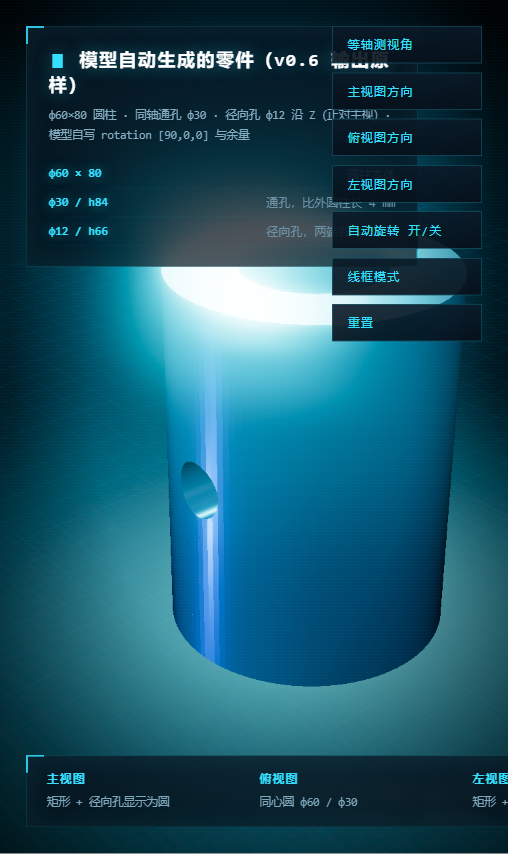 模型自动生成的零件 (v0.6 输出原
样)
ϕ60×80 圆柱 · 同轴通孔 ϕ30 · 径向孔 ϕ12 沿 Z (正对主视) ·
模型自写 rotation [90,0,0] 与余量
ϕ60 × 80
ϕ30 / h84 通孔, 比外圆柱长 4 mm
ϕ12 / h66 径向孔, 两端
等轴测视角
主视图方向
俯视图方向
左视图方向
自动旋转 开/关
线框模式
重置
主视图
矩形 + 径向孔显示为圆
俯视图
同心圆 ϕ60 / ϕ30
左视图
矩形 +